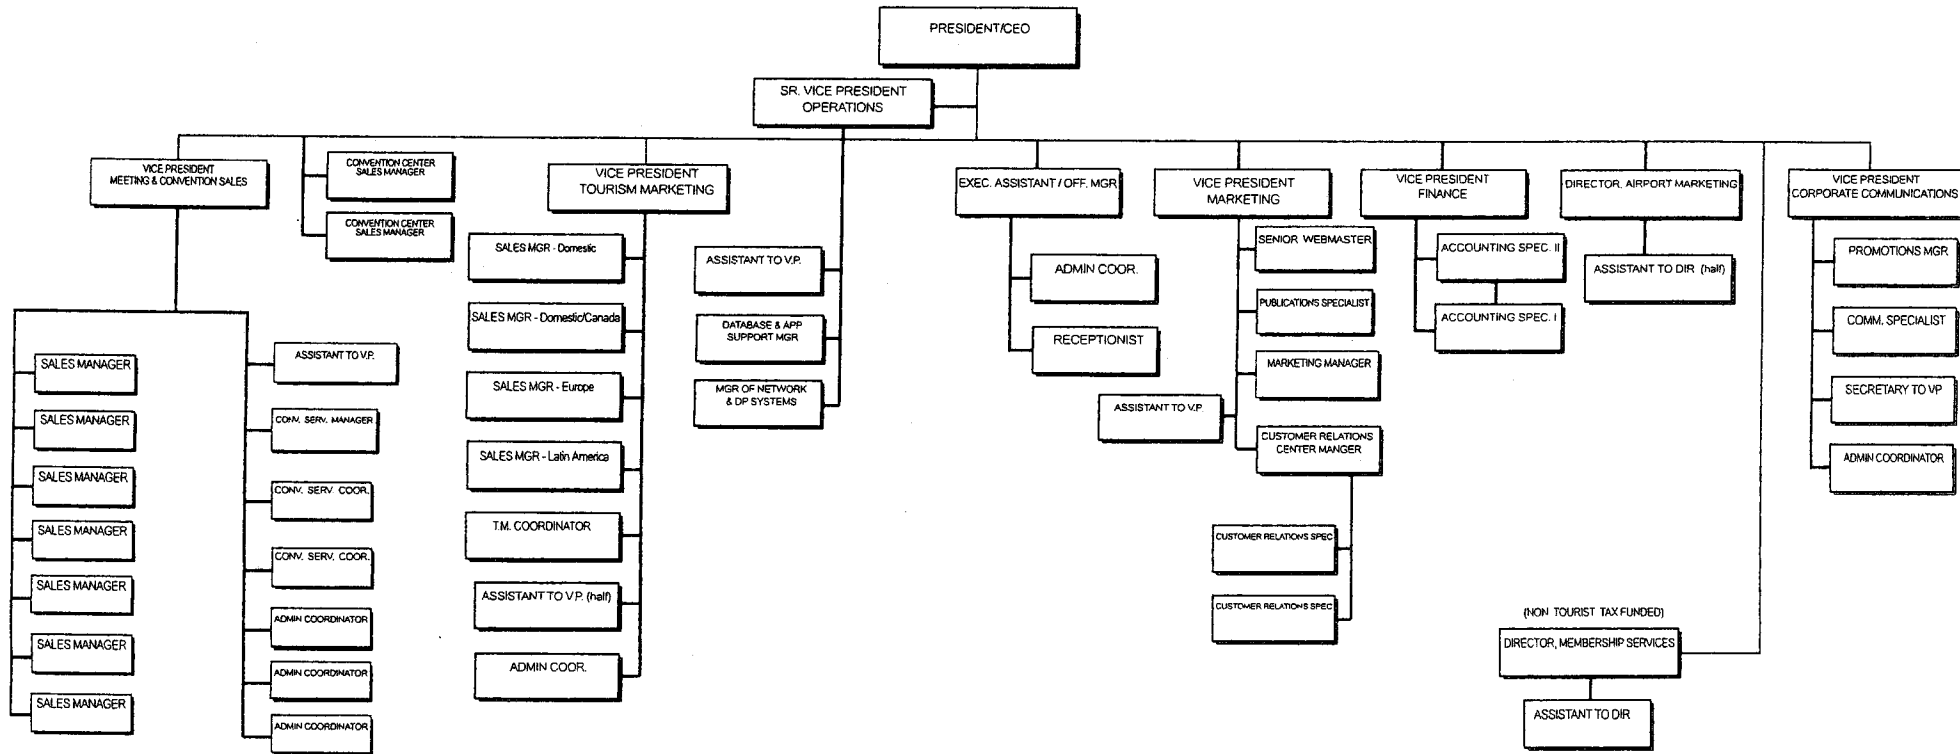 PRESIDENT/CEO
SR. VICE PRESIDENT
OPERATIONS
VICE PRESIDENT
MEETING & CONVENTION SALES
SALES MANAGER
SALES MANAGER
SALES MANAGER
SALES MANAGER
SALES MANAGER
SALES MANAGER
SALES MANAGER
ASSISTANT TO V.P.
CONV. SERV. MANAGER
CONV. SERV. COOR.
CONV. SERV. COOR.
ADMIN COORDINATOR
ADMIN COORDINATOR
ADMIN COORDINATOR
CONVENTION CENTER
SALES MANAGER
CONVENTION CENTER
SALES MANAGER
VICE PRESIDENT
TOURISM MARKETING
SALES MGR - Domestic
SALES MGR - Domestic/Canada
SALES MGR - Europe
SALES MGR - Latin America
T.M. COORDINATOR
ASSISTANT TO V.P. (half)
ADMIN COOR.
ASSISTANT TO V.P.
DATABASE & APP
SUPPORT MGR
MGR OF NETWORK
& DP SYSTEMS
EXEC. ASSISTANT / OFF. MGR
ADMIN COOR.
RECEPTIONIST
VICE PRESIDENT
MARKETING
SENIOR WEBMASTER
PUBLICATIONS SPECIALIST
MARKETING MANAGER
ASSISTANT TO V.P.
CUSTOMER RELATIONS
CENTER MANGER
CUSTOMER RELATIONS SPEC
CUSTOMER RELATIONS SPEC
VICE PRESIDENT
FINANCE
ACCOUNTING SPEC. II
ACCOUNTING SPEC. I
DIRECTOR, AIRPORT MARKETING
ASSISTANT TO DIR (half)
(NON TOURIST TAX FUNDED)
DIRECTOR, MEMBERSHIP SERVICES
ASSISTANT TO DIR
VICE PRESIDENT
CORPORATE COMMUNICATIONS
PROMOTIONS MGR
COMM. SPECIALIST
SECRETARY TO VP
ADMIN COORDINATOR